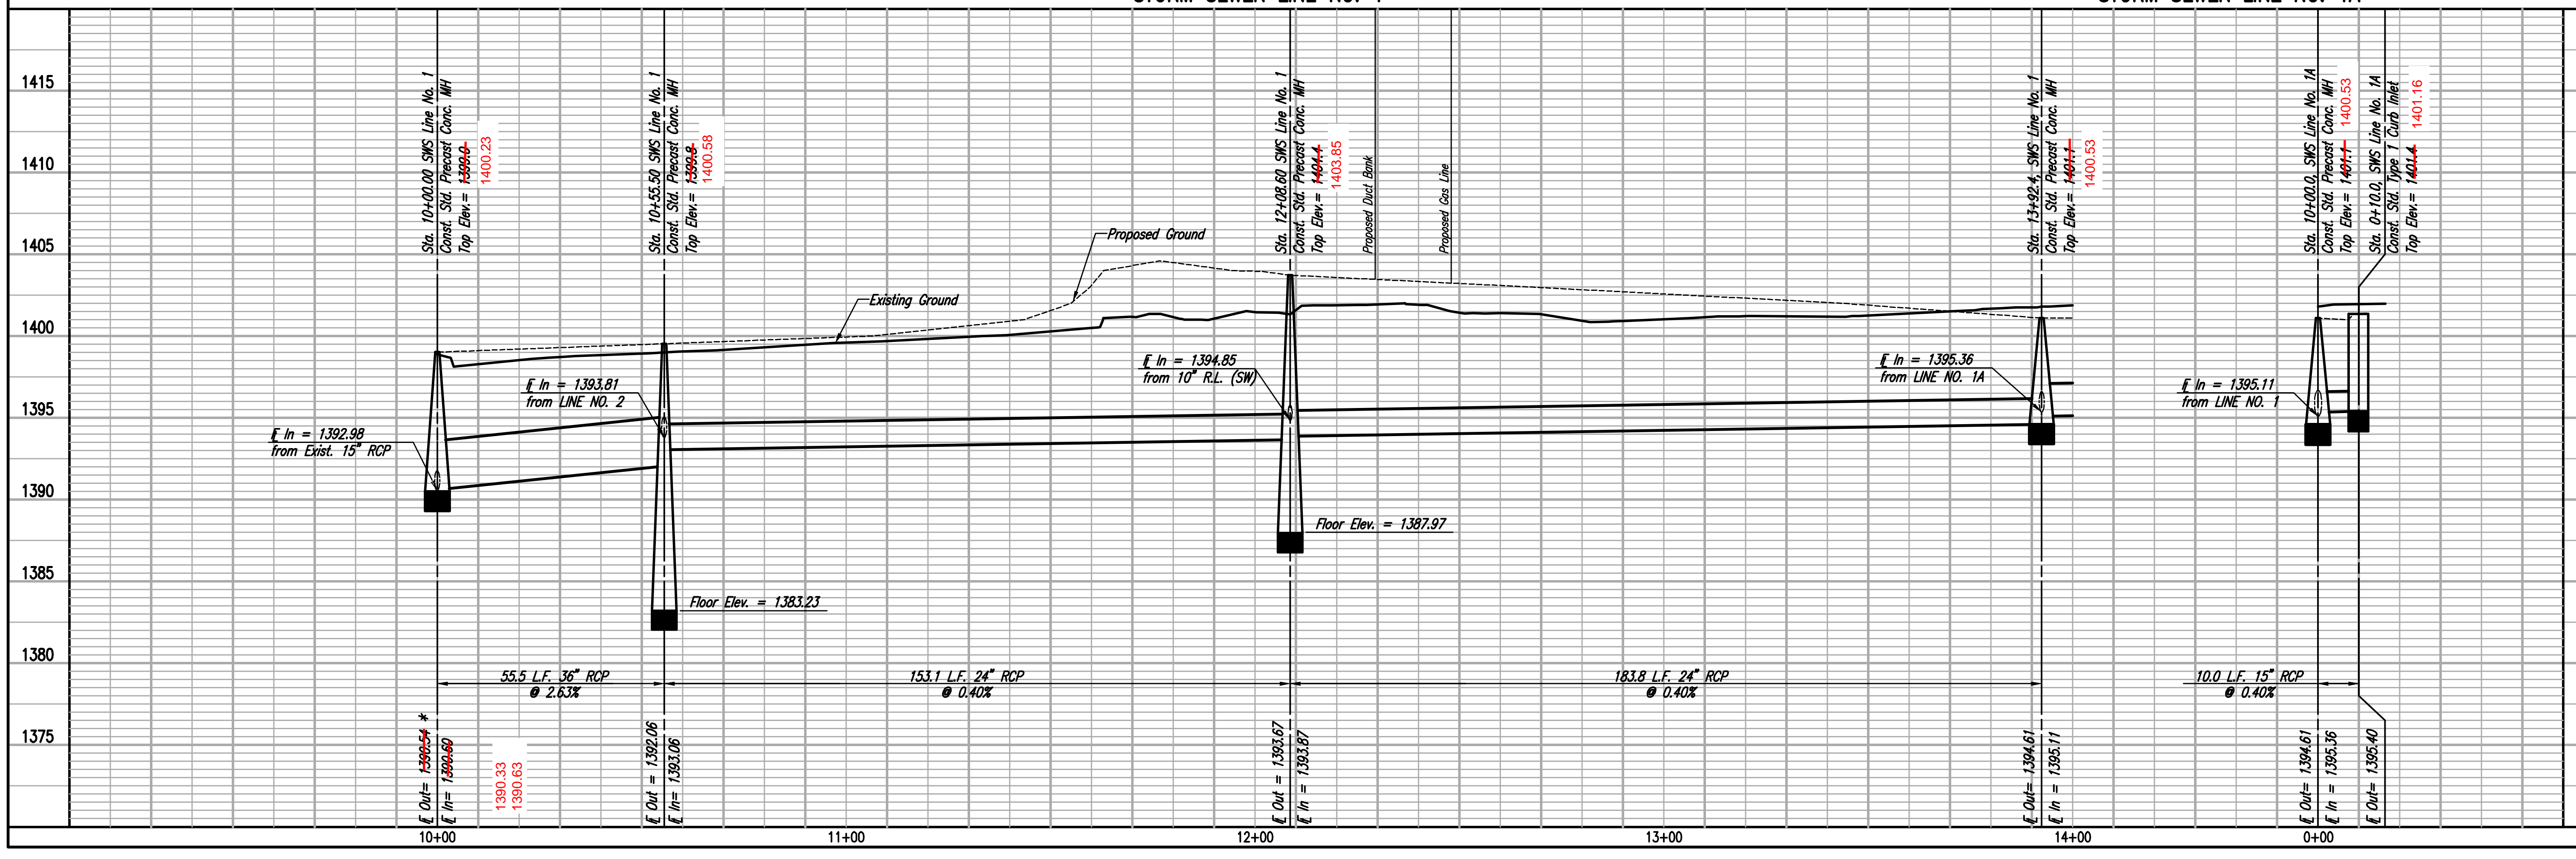 1415
1410
1405
1400
1395
1390
1385
1380
1375
Sta. 10+00.00 SWS Line No. 1
Const. Std. Precast Conc. MH
Top Elev.= 1399.0
1400.23
Sta. 10+55.50 SWS Line No. 1
Const. Std. Precast Conc. MH
Top Elev.= 1399.8
1400.58
Sta. 12+08.60 SWS Line No. 1
Const. Std. Precast Conc. MH
Top Elev.= 1404.4
1403.85
Proposed Duct Bank
Proposed Gas Line
Sta. 13+92.4, SWS Line No. 1
Const. Std. Precast Conc. MH
Top Elev.= 1401.1
1400.53
Sta. 10+00.0, SWS Line No. 1A
Const. Std. Precast Conc. MH
Top Elev.= 1401.1
1400.53
Sta. 0+10.0, SWS Line No. 1A
Const. Std. Type 1 Curb Inlet
Top Elev.= 1401.4
1401.16
Proposed Ground
Existing Ground
℄ In = 1392.98
from Exist. 15" RCP
℄ In = 1393.81
from LINE NO. 2
℄ In = 1394.85
from 10" R.L. (SW)
℄ In = 1395.36
from LINE NO. 1A
℄ In = 1395.11
from LINE NO. 1
Floor Elev. = 1387.97
Floor Elev. = 1383.23
55.5 L.F. 36" RCP
@ 2.63%
153.1 L.F. 24" RCP
@ 0.40%
183.8 L.F. 24" RCP
@ 0.40%
10.0 L.F. 15" RCP
@ 0.40%
℄ Out= 1390.54 *
℄ In= 1390.60
1390.33
1390.63
℄ Out = 1392.06
℄ In= 1393.06
℄ Out = 1393.67
℄ In = 1393.87
℄ Out= 1394.61
℄ In = 1395.11
℄ Out= 1394.61
℄ In = 1395.36
℄ Out= 1395.40
10+00
11+00
12+00
13+00
14+00
0+00